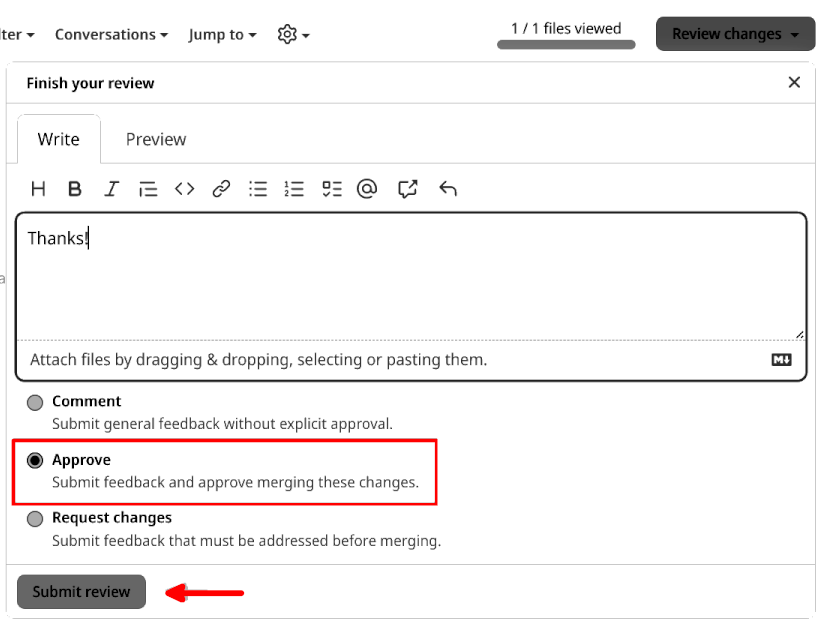 lter Conversations Jump to 1 / 1 files viewed Review changes
Finish your review
Write Preview
H B I
Thanks!
a
Attach files by dragging & dropping, selecting or pasting them.
Comment
Submit general feedback without explicit approval.
Approve
Submit feedback and approve merging these changes.
Request changes
Submit feedback that must be addressed before merging.
Submit review